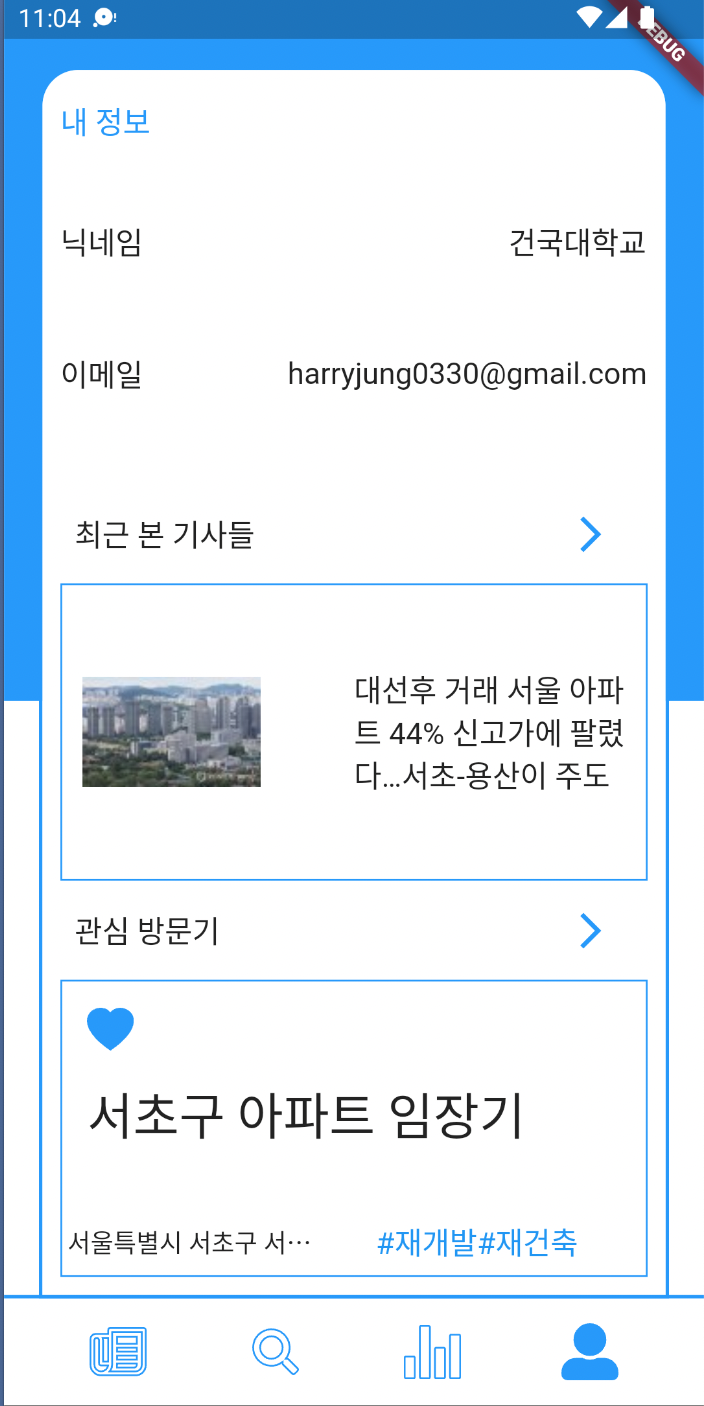 11:04
DEBUG
내 정보
닉네임 건국대학교
이메일 harryjung0330@gmail.com
최근 본 기사들
대선후 거래 서울 아파
트 44% 신고가에 팔렸
다...서초-용산이 주도
관심 방문기
서초구 아파트 임장기
서울특별시 서초구 서… #재개발#재건축